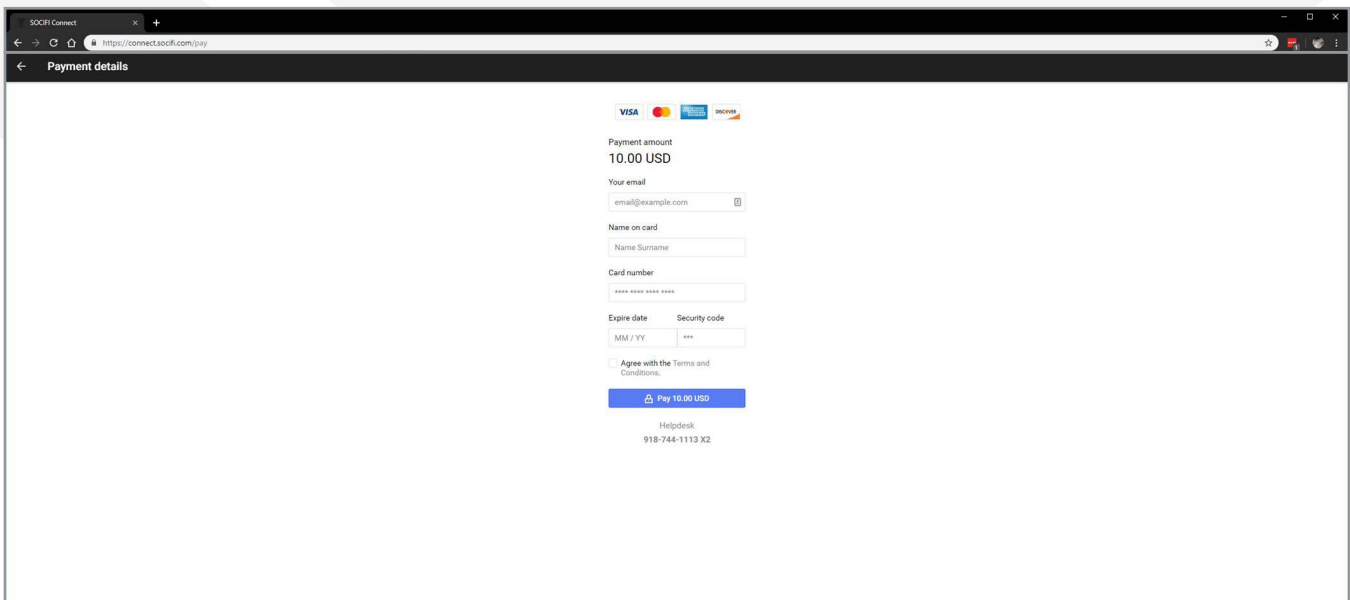 SOCIFI Connect
https://connect.socifi.com/pay
Payment details
VISA DISCOVER
Payment amount
10.00 USD
Your email
email@example.com
Name on card
Name Surname
Card number
**** **** **** ****
Expire date Security code
MM / YY ***
Agree with the Terms and
Conditions.
Pay 10.00 USD
Helpdesk
918-744-1113 X2